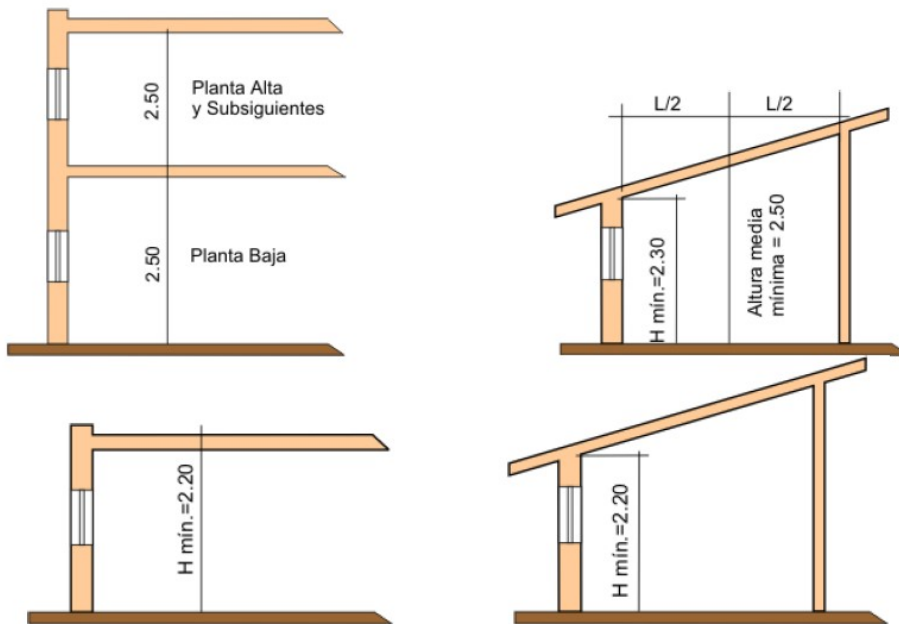 2.50
Planta Alta
y Subsiguientes
2.50
Planta Baja
L/2
L/2
H mín.=2.30
Altura media
mínima = 2.50
H mín.=2.20
H mín.=2.20